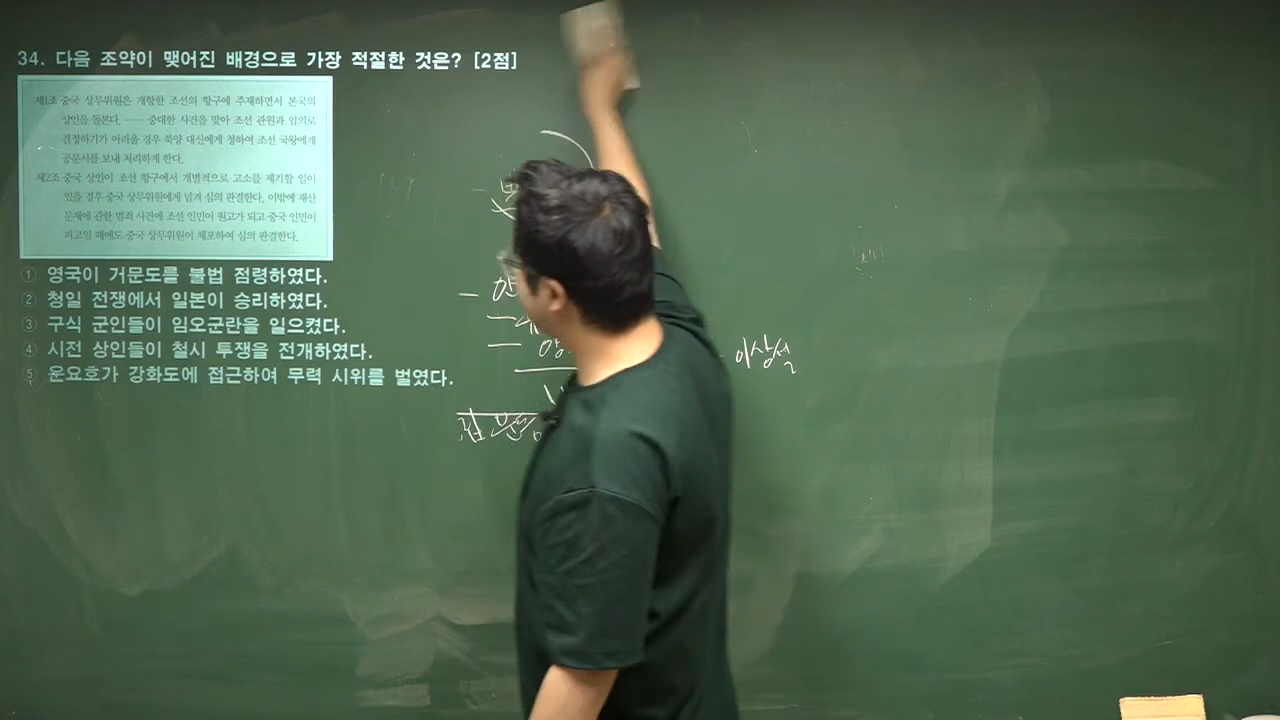 34. 다음 조약이 맺어진 배경으로 가장 적절한 것은? [2점]
제1조 중국 상무위원은 개항한 조선의 항구에 주재하면서 본국의
상인을 돌본다. …… 중대한 사건을 맞아 조선 관원과 임의로
결정하기가 어려울 경우 북양 대신에게 청하여 조선 국왕에게
공문서를 보내 처리하게 한다.
제2조 중국 상인이 조선 항구에서 개별적으로 고소를 제기할 일이
있을 경우 중국 상무위원에게 넘겨 심의 판결한다. 이밖에 재산
문제에 관한 범죄 사건에 조선 인민이 원고가 되고 중국 인민이
피고일 때에도 중국 상무위원이 체포하여 심의 판결한다.
① 영국이 거문도를 불법 점령하였다.
② 청일 전쟁에서 일본이 승리하였다.
③ 구식 군인들이 임오군란을 일으켰다.
④ 시전 상인들이 철시 투쟁을 전개하였다.
⑤ 운요호가 강화도에 접근하여 무력 시위를 벌였다.
이상설